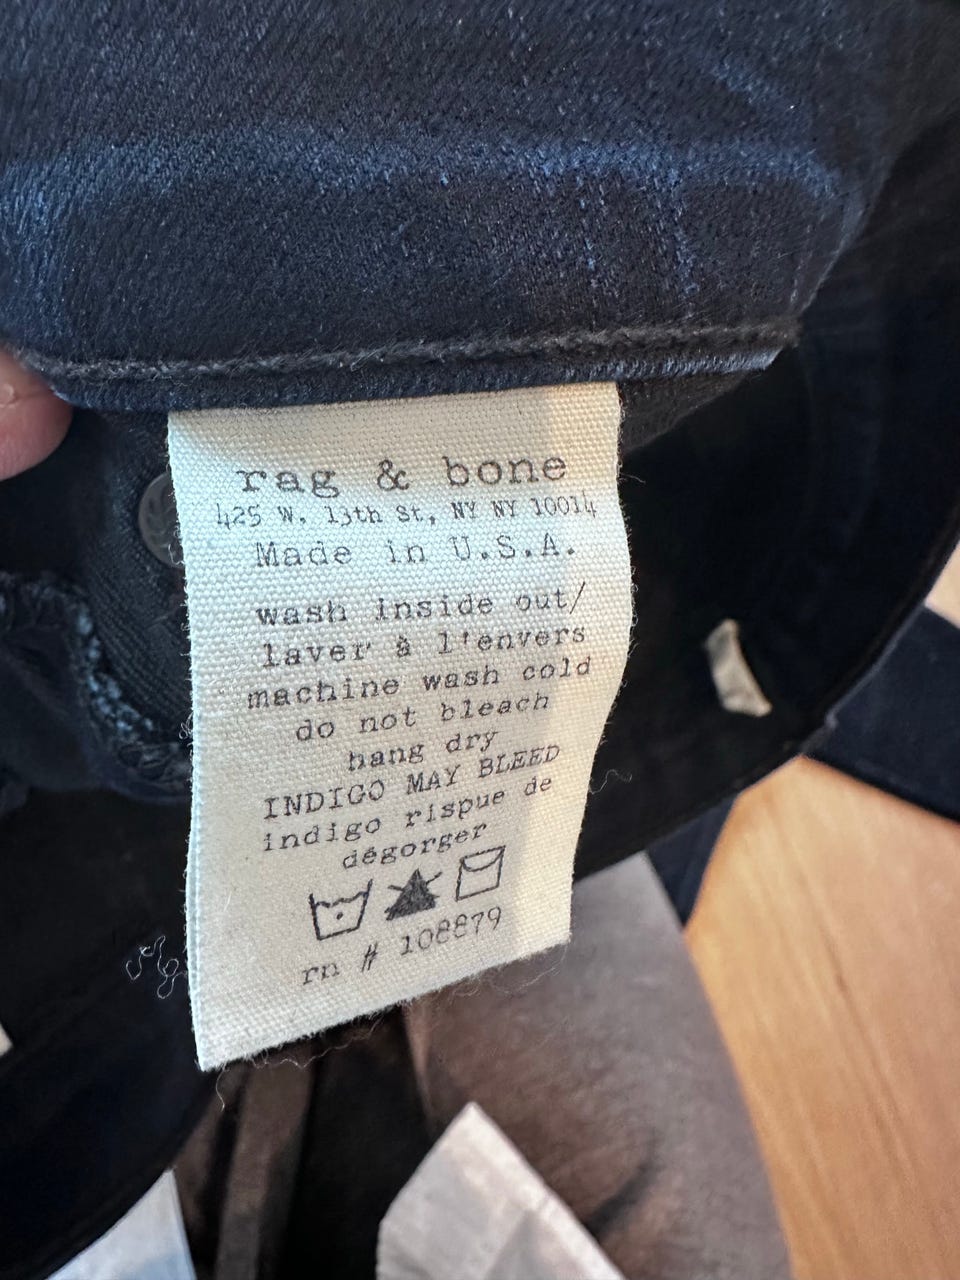 rag & bone
425 W. 13th St, NY NY 10014
Made in U.S.A.
wash inside out/
laver à l'envers
machine wash cold
do not bleach
hang dry
INDIGO MAY BLEED
indigo rispue de
dégorger
rn # 108879